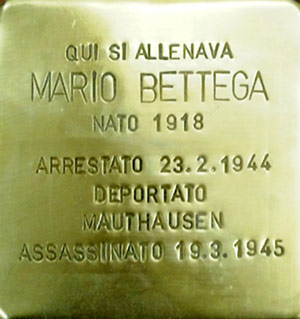 QUI SI ALLENAVA
MARIO BETTEGA
NATO 1918
ARRESTATO 23.2.1944
DEPORTATO
MAUTHAUSEN
ASSASSINATO 19.3.1945